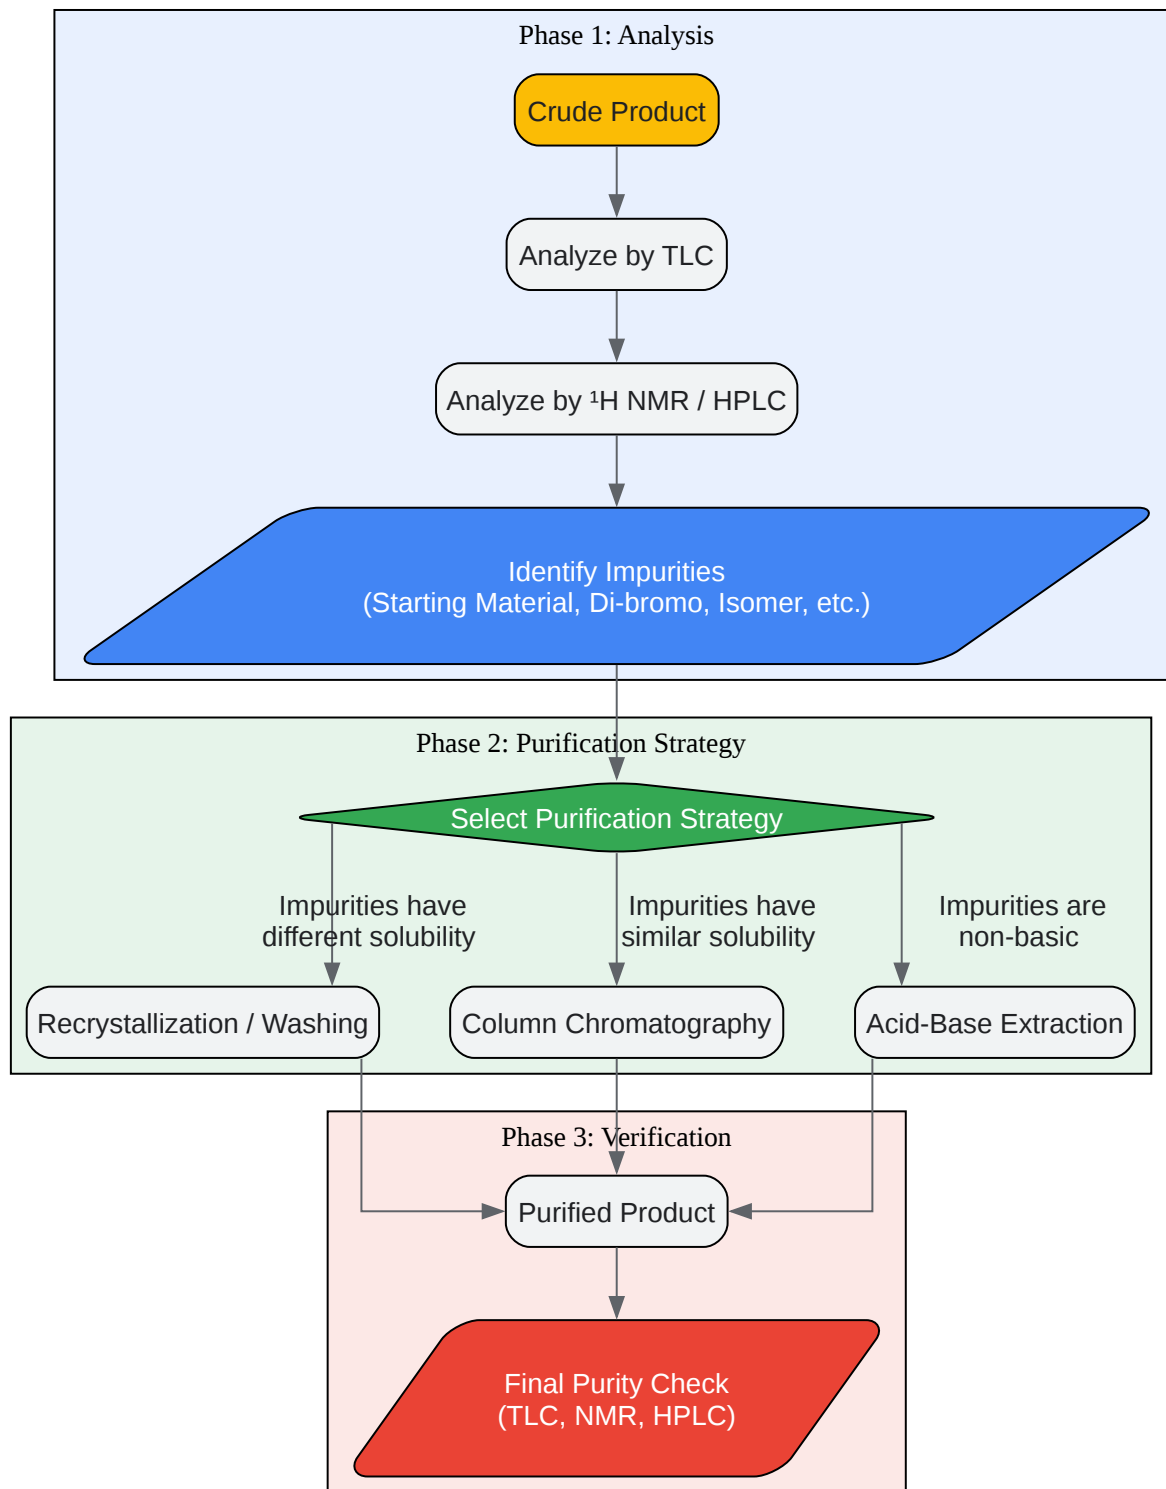 Phase 1: Analysis
Crude Product
Analyze by TLC
Analyze by ¹H NMR / HPLC
Identify Impurities
(Starting Material, Di-bromo, Isomer, etc.)
Phase 2: Purification Strategy
Select Purification Strategy
Impurities have
different solubility
Impurities have
similar solubility
Impurities are
non-basic
Recrystallization / Washing
Column Chromatography
Acid-Base Extraction
Phase 3: Verification
Purified Product
Final Purity Check
(TLC, NMR, HPLC)